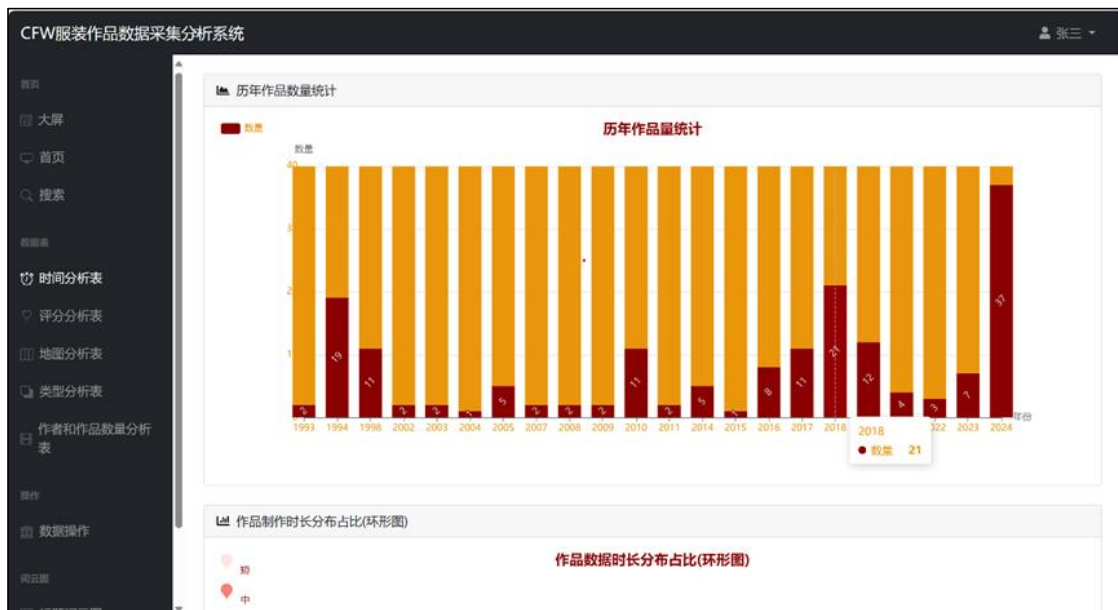 CFW服装作品数据采集分析系统
张三
首页
大屏
首页
搜索
数据表
时间分析表
评分分析表
地图分析表
类型分析表
作者和作品数量分析
表
操作
数据操作
词云图
历年作品数量统计
数量
历年作品量统计
数量
40
3
2
1
2 19 11 2 2 1 5 2 2 2 11 2 5 1 8 11 21 12 4 3 7 37
1993 1994 1998 2002 2003 2004 2005 2007 2008 2009 2010 2011 2014 2015 2016 2017 2018 022 2023 2024
年份
2018
数量 21
作品制作时长分布占比(环形图)
作品数据时长分布占比(环形图)
短
中